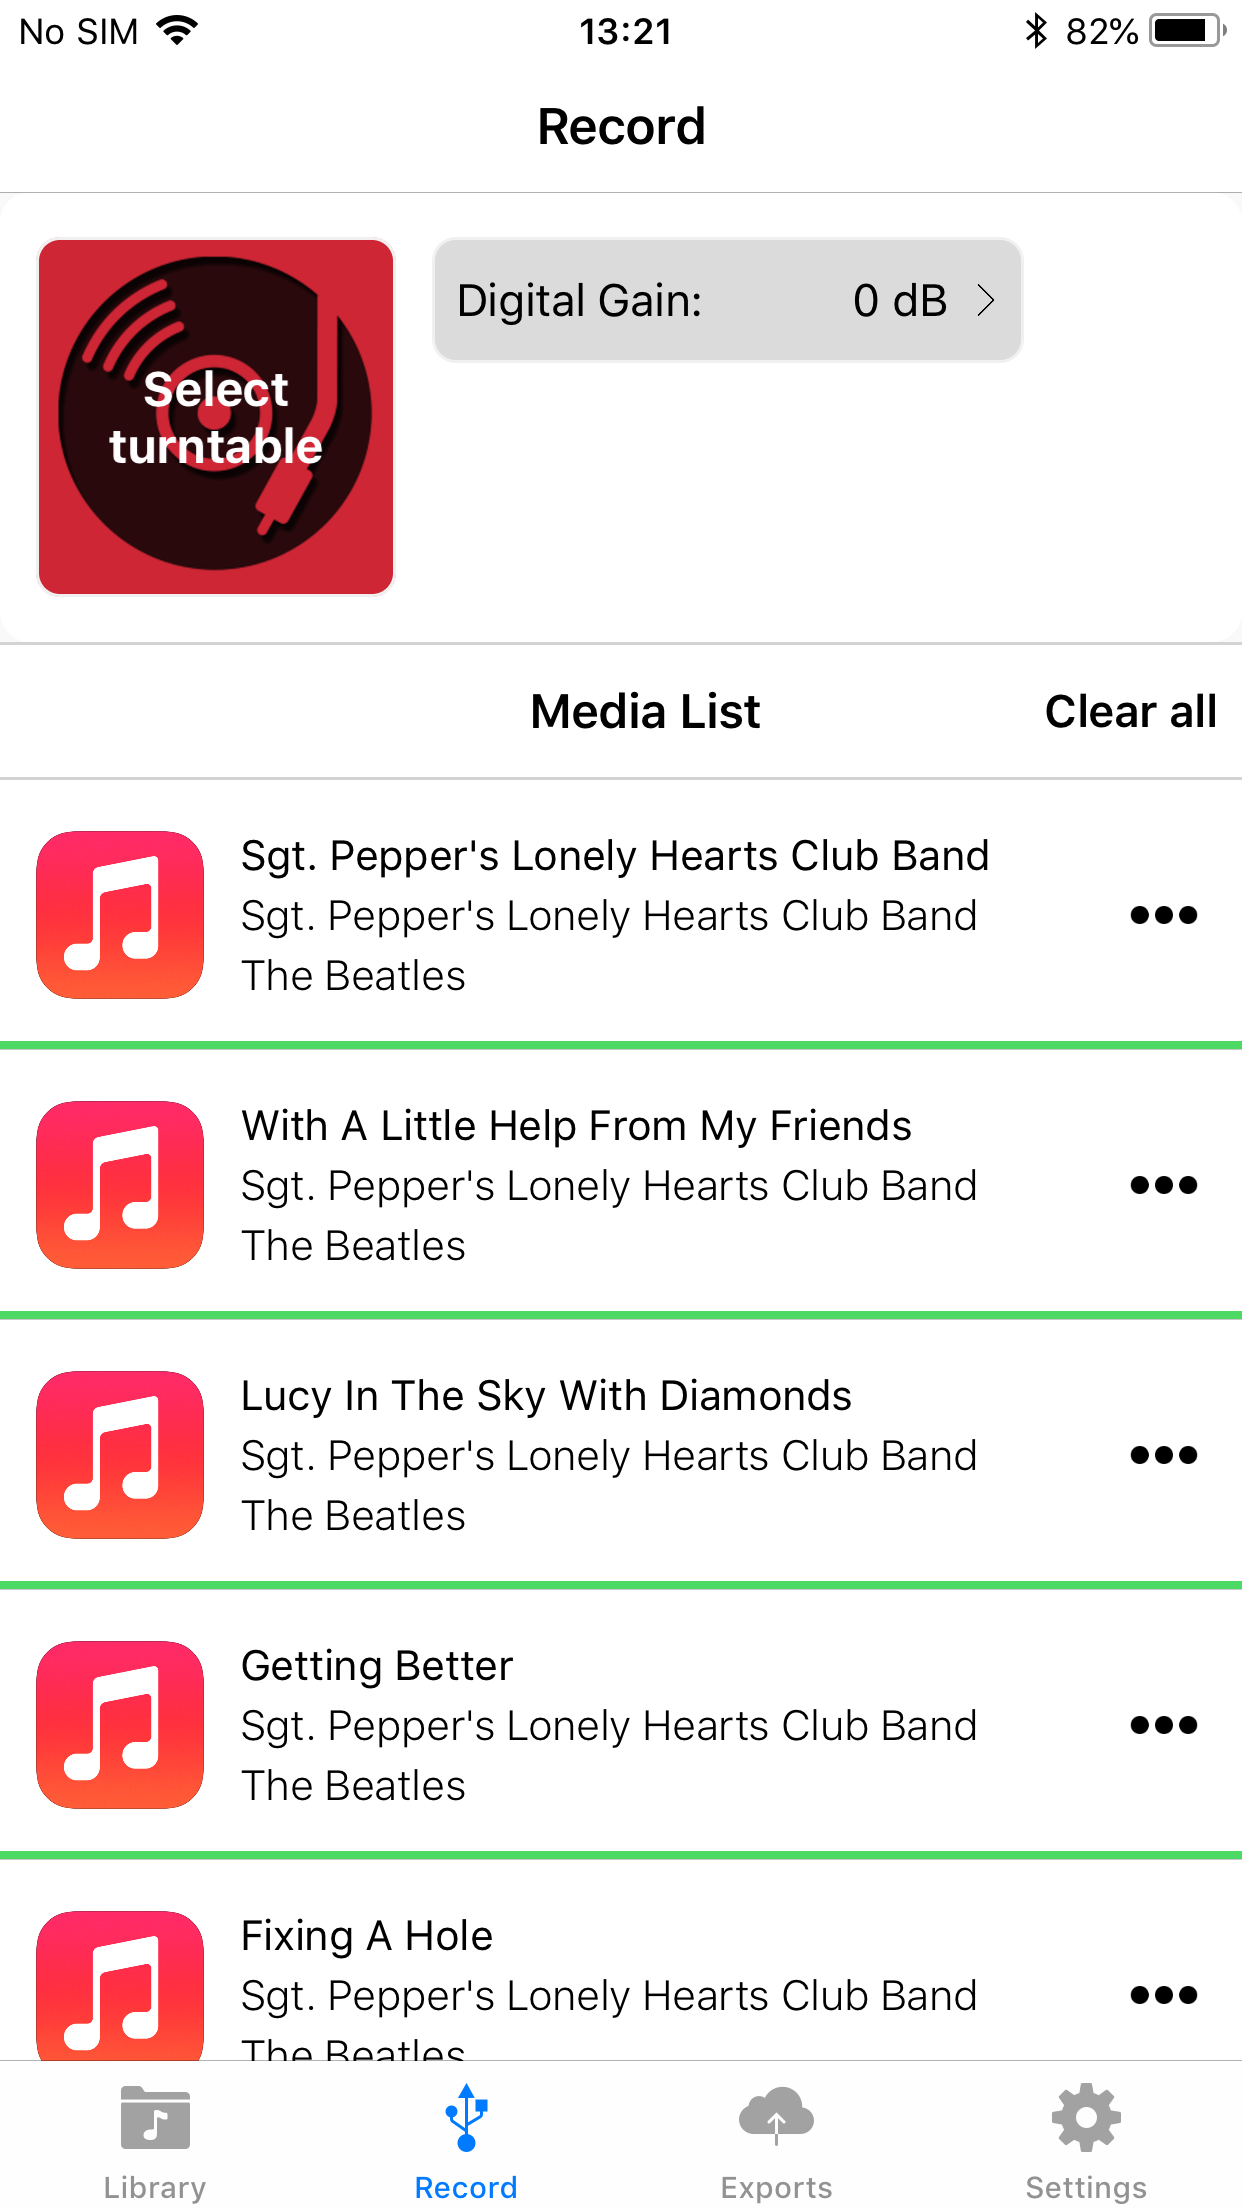 No SIM 13:21 82%
Record
Select
turntable
Digital Gain: 0 dB
Media List Clear all
Sgt. Pepper's Lonely Hearts Club Band
Sgt. Pepper's Lonely Hearts Club Band
The Beatles
With A Little Help From My Friends
Sgt. Pepper's Lonely Hearts Club Band
The Beatles
Lucy In The Sky With Diamonds
Sgt. Pepper's Lonely Hearts Club Band
The Beatles
Getting Better
Sgt. Pepper's Lonely Hearts Club Band
The Beatles
Fixing A Hole
Sgt. Pepper's Lonely Hearts Club Band
The Beatles
Library Record Exports Settings